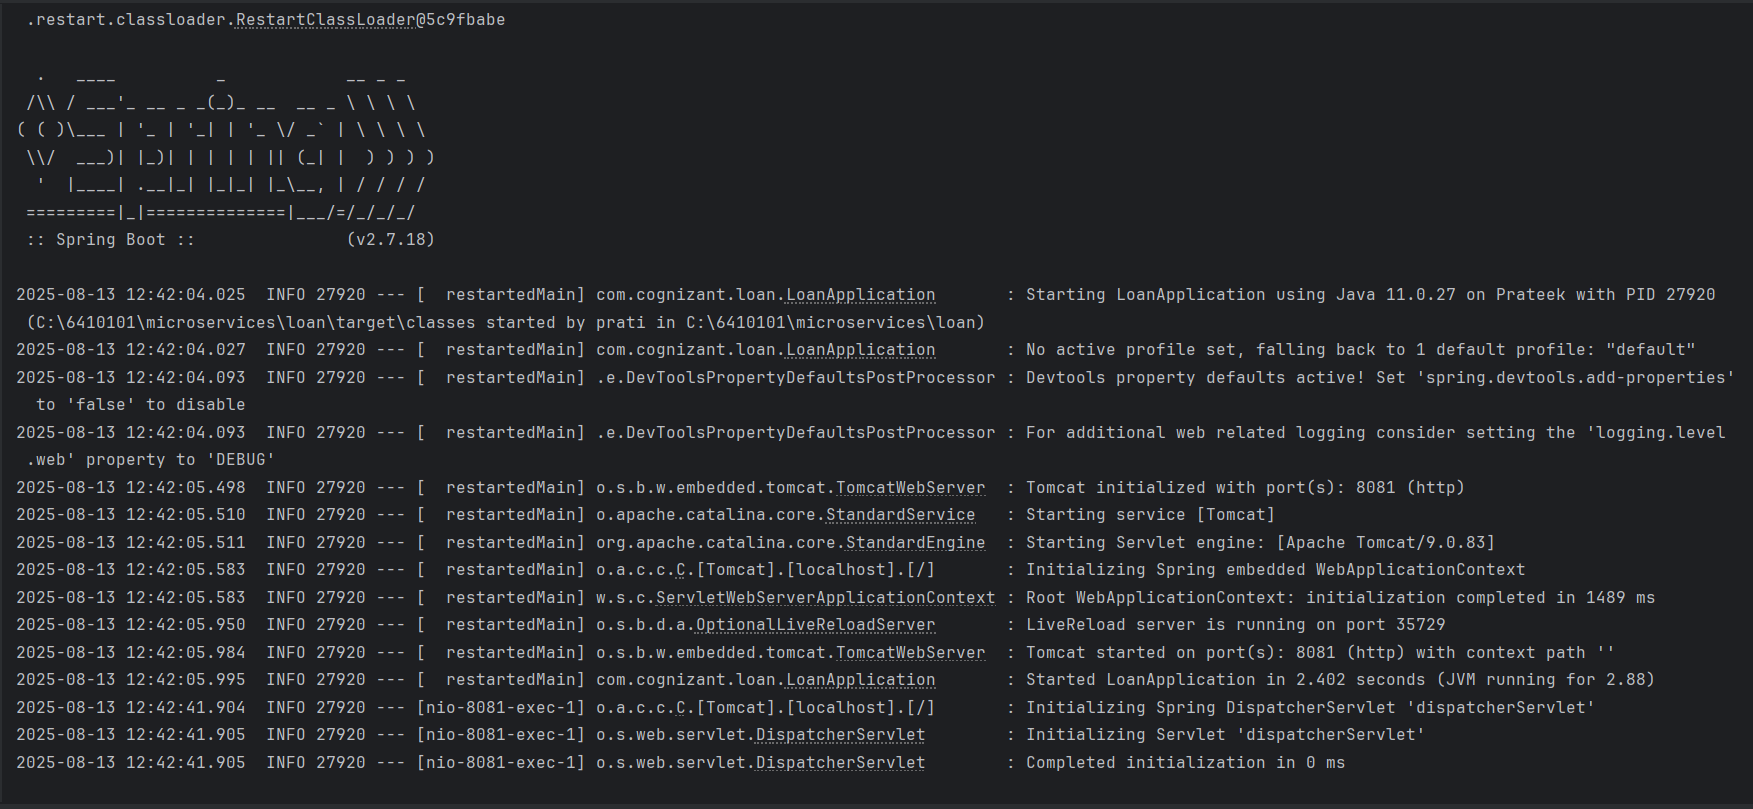 .restart.classloader.RestartClassLoader@5c9fbabe
  .   ____          _            __ _ _
 /\\ / ___'_ __ _ _(_)_ __  __ _ \ \ \ \
( ( )\___ | '_ | '_| | '_ \/ _` | \ \ \ \
 \\/  ___)| |_)| | | | | || (_| |  ) ) ) )
  '  |____| .__|_| |_|_| |_\__, | / / / /
 =========|_|==============|___/=/_/_/_/
 :: Spring Boot ::               (v2.7.18)
2025-08-13 12:42:04.025  INFO 27920 --- [  restartedMain] com.cognizant.loan.LoanApplication       : Starting LoanApplication using Java 11.0.27 on Prateek with PID 27920
 (C:\6410101\microservices\loan\target\classes started by prati in C:\6410101\microservices\loan)
2025-08-13 12:42:04.027  INFO 27920 --- [  restartedMain] com.cognizant.loan.LoanApplication       : No active profile set, falling back to 1 default profile: "default"
2025-08-13 12:42:04.093  INFO 27920 --- [  restartedMain] .e.DevToolsPropertyDefaultsPostProcessor : Devtools property defaults active! Set 'spring.devtools.add-properties'
  to 'false' to disable
2025-08-13 12:42:04.093  INFO 27920 --- [  restartedMain] .e.DevToolsPropertyDefaultsPostProcessor : For additional web related logging consider setting the 'logging.level
 .web' property to 'DEBUG'
2025-08-13 12:42:05.498  INFO 27920 --- [  restartedMain] o.s.b.w.embedded.tomcat.TomcatWebServer  : Tomcat initialized with port(s): 8081 (http)
2025-08-13 12:42:05.510  INFO 27920 --- [  restartedMain] o.apache.catalina.core.StandardService   : Starting service [Tomcat]
2025-08-13 12:42:05.511  INFO 27920 --- [  restartedMain] org.apache.catalina.core.StandardEngine  : Starting Servlet engine: [Apache Tomcat/9.0.83]
2025-08-13 12:42:05.583  INFO 27920 --- [  restartedMain] o.a.c.c.C.[Tomcat].[localhost].[/]       : Initializing Spring embedded WebApplicationContext
2025-08-13 12:42:05.583  INFO 27920 --- [  restartedMain] w.s.c.ServletWebServerApplicationContext : Root WebApplicationContext: initialization completed in 1489 ms
2025-08-13 12:42:05.950  INFO 27920 --- [  restartedMain] o.s.b.d.a.OptionalLiveReloadServer       : LiveReload server is running on port 35729
2025-08-13 12:42:05.984  INFO 27920 --- [  restartedMain] o.s.b.w.embedded.tomcat.TomcatWebServer  : Tomcat started on port(s): 8081 (http) with context path ''
2025-08-13 12:42:05.995  INFO 27920 --- [  restartedMain] com.cognizant.loan.LoanApplication       : Started LoanApplication in 2.402 seconds (JVM running for 2.88)
2025-08-13 12:42:41.904  INFO 27920 --- [nio-8081-exec-1] o.a.c.c.C.[Tomcat].[localhost].[/]       : Initializing Spring DispatcherServlet 'dispatcherServlet'
2025-08-13 12:42:41.905  INFO 27920 --- [nio-8081-exec-1] o.s.web.servlet.DispatcherServlet        : Initializing Servlet 'dispatcherServlet'
2025-08-13 12:42:41.905  INFO 27920 --- [nio-8081-exec-1] o.s.web.servlet.DispatcherServlet        : Completed initialization in 0 ms